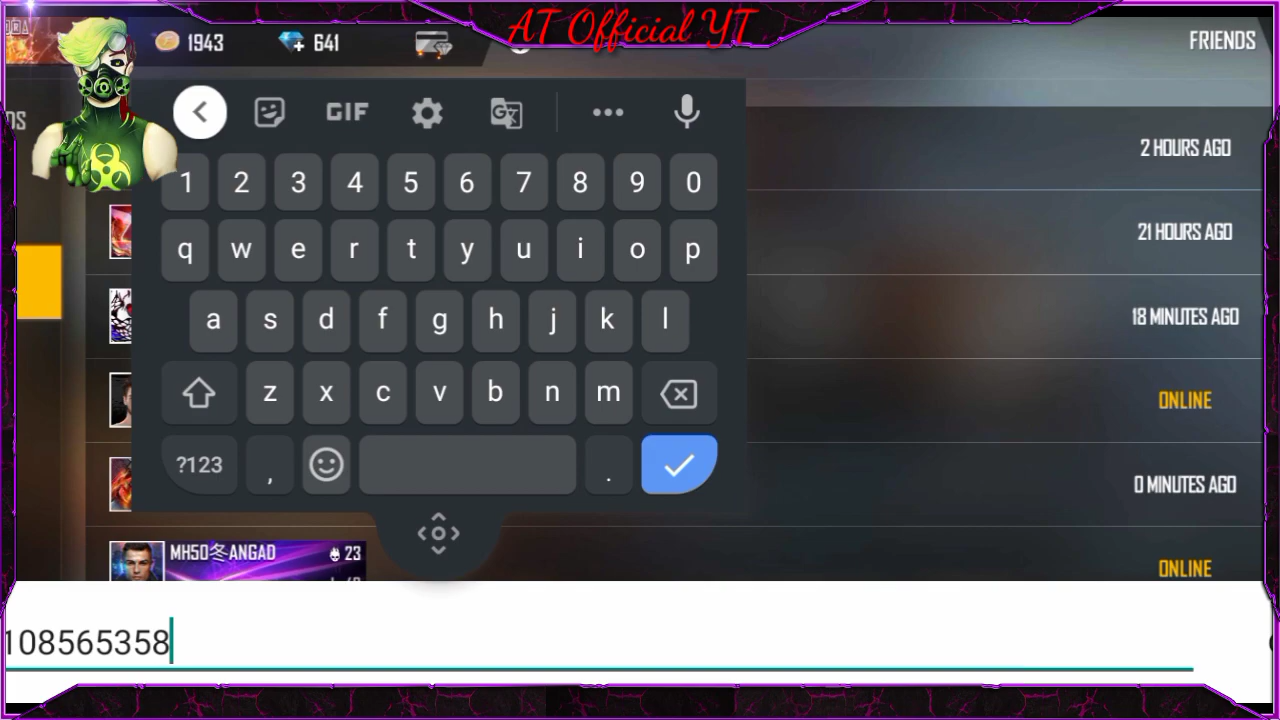 AT Official YT
1943
641
FRIENDS
DS
GIF
2 HOURS AGO
1 2 3 4 5 6 7 8 9 0
q w e r t y u i o p
21 HOURS AGO
a s d f g h j k l
18 MINUTES AGO
z x c v b n m
ONLINE
?123 , .
0 MINUTES AGO
MH50冬ANGAD 23
ONLINE
108565358